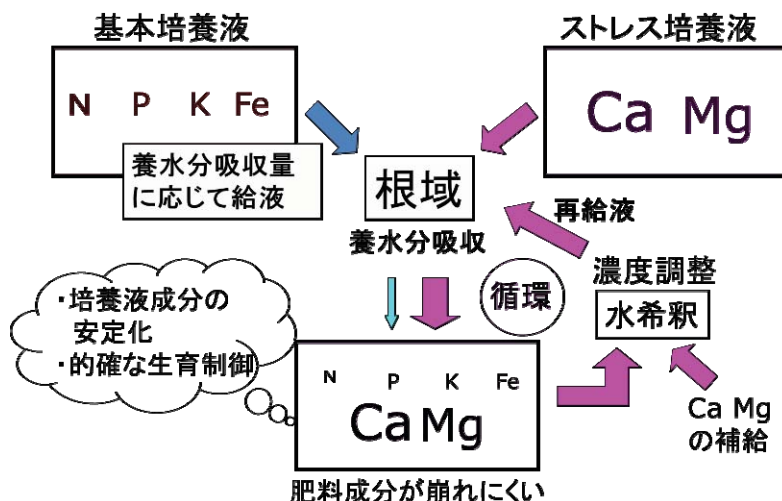 基本培養液
N P K Fe
養水分吸収量
に応じて給液
ストレス培養液
Ca Mg
根域
養水分吸収
再給液
濃度調整
水希釈
循環
Ca Mg
の補給
・培養液成分の
安定化
・的確な生育制御
N P K Fe
Ca Mg
肥料成分が崩れにくい